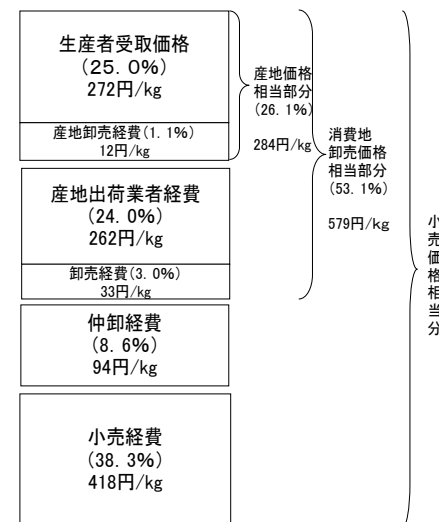 生産者受取価格
(25.0%)
272円/kg
産地卸売経費(1.1%)
12円/kg
産地価格
相当部分
(26.1%)
284円/kg
産地出荷業者経費
(24.0%)
262円/kg
卸売経費(3.0%)
33円/kg
消費地
卸売価格
相当部分
(53.1%)
579円/kg
仲卸経費
(8.6%)
94円/kg
小売経費
(38.3%)
418円/kg
小
売
価
格
相
当
分